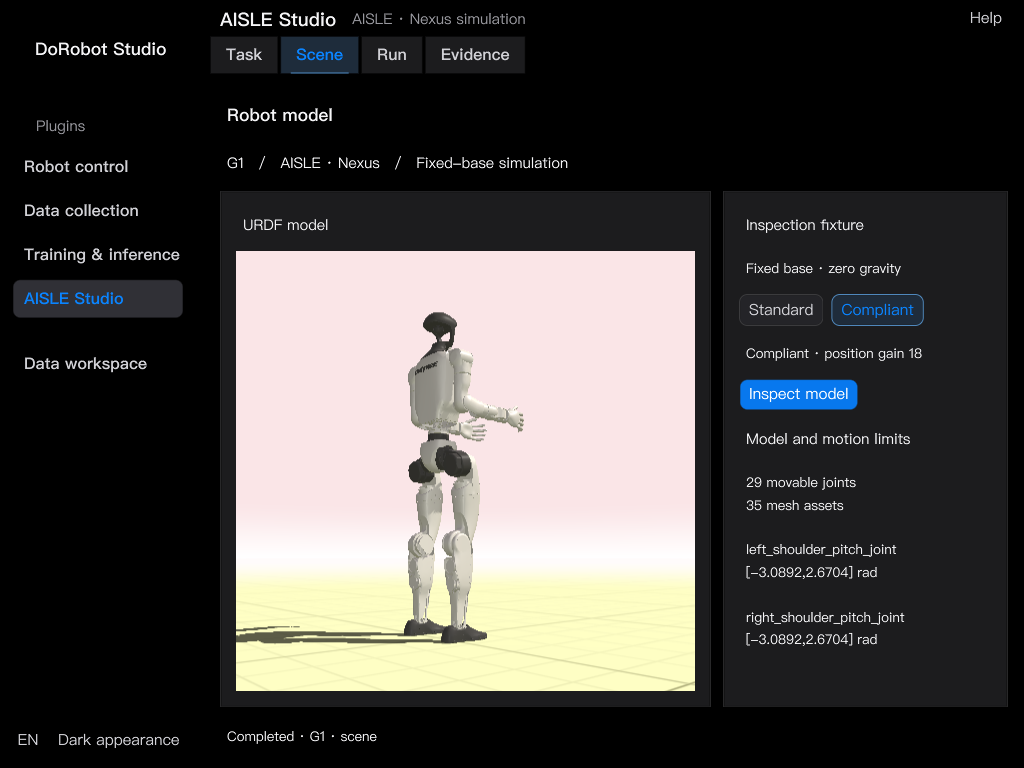 AISLE Studio AISLE · Nexus simulation
Help
DoRobot Studio
Task Scene Run Evidence
Plugins
Robot control
Data collection
Training & inference
AISLE Studio
Data workspace
Robot model
G1 / AISLE · Nexus / Fixed-base simulation
URDF model
Inspection fixture
Fixed base · zero gravity
Standard Compliant
Compliant · position gain 18
Inspect model
Model and motion limits
29 movable joints
35 mesh assets
left_shoulder_pitch_joint
[-3.0892,2.6704] rad
right_shoulder_pitch_joint
[-3.0892,2.6704] rad
EN Dark appearance
Completed · G1 · scene